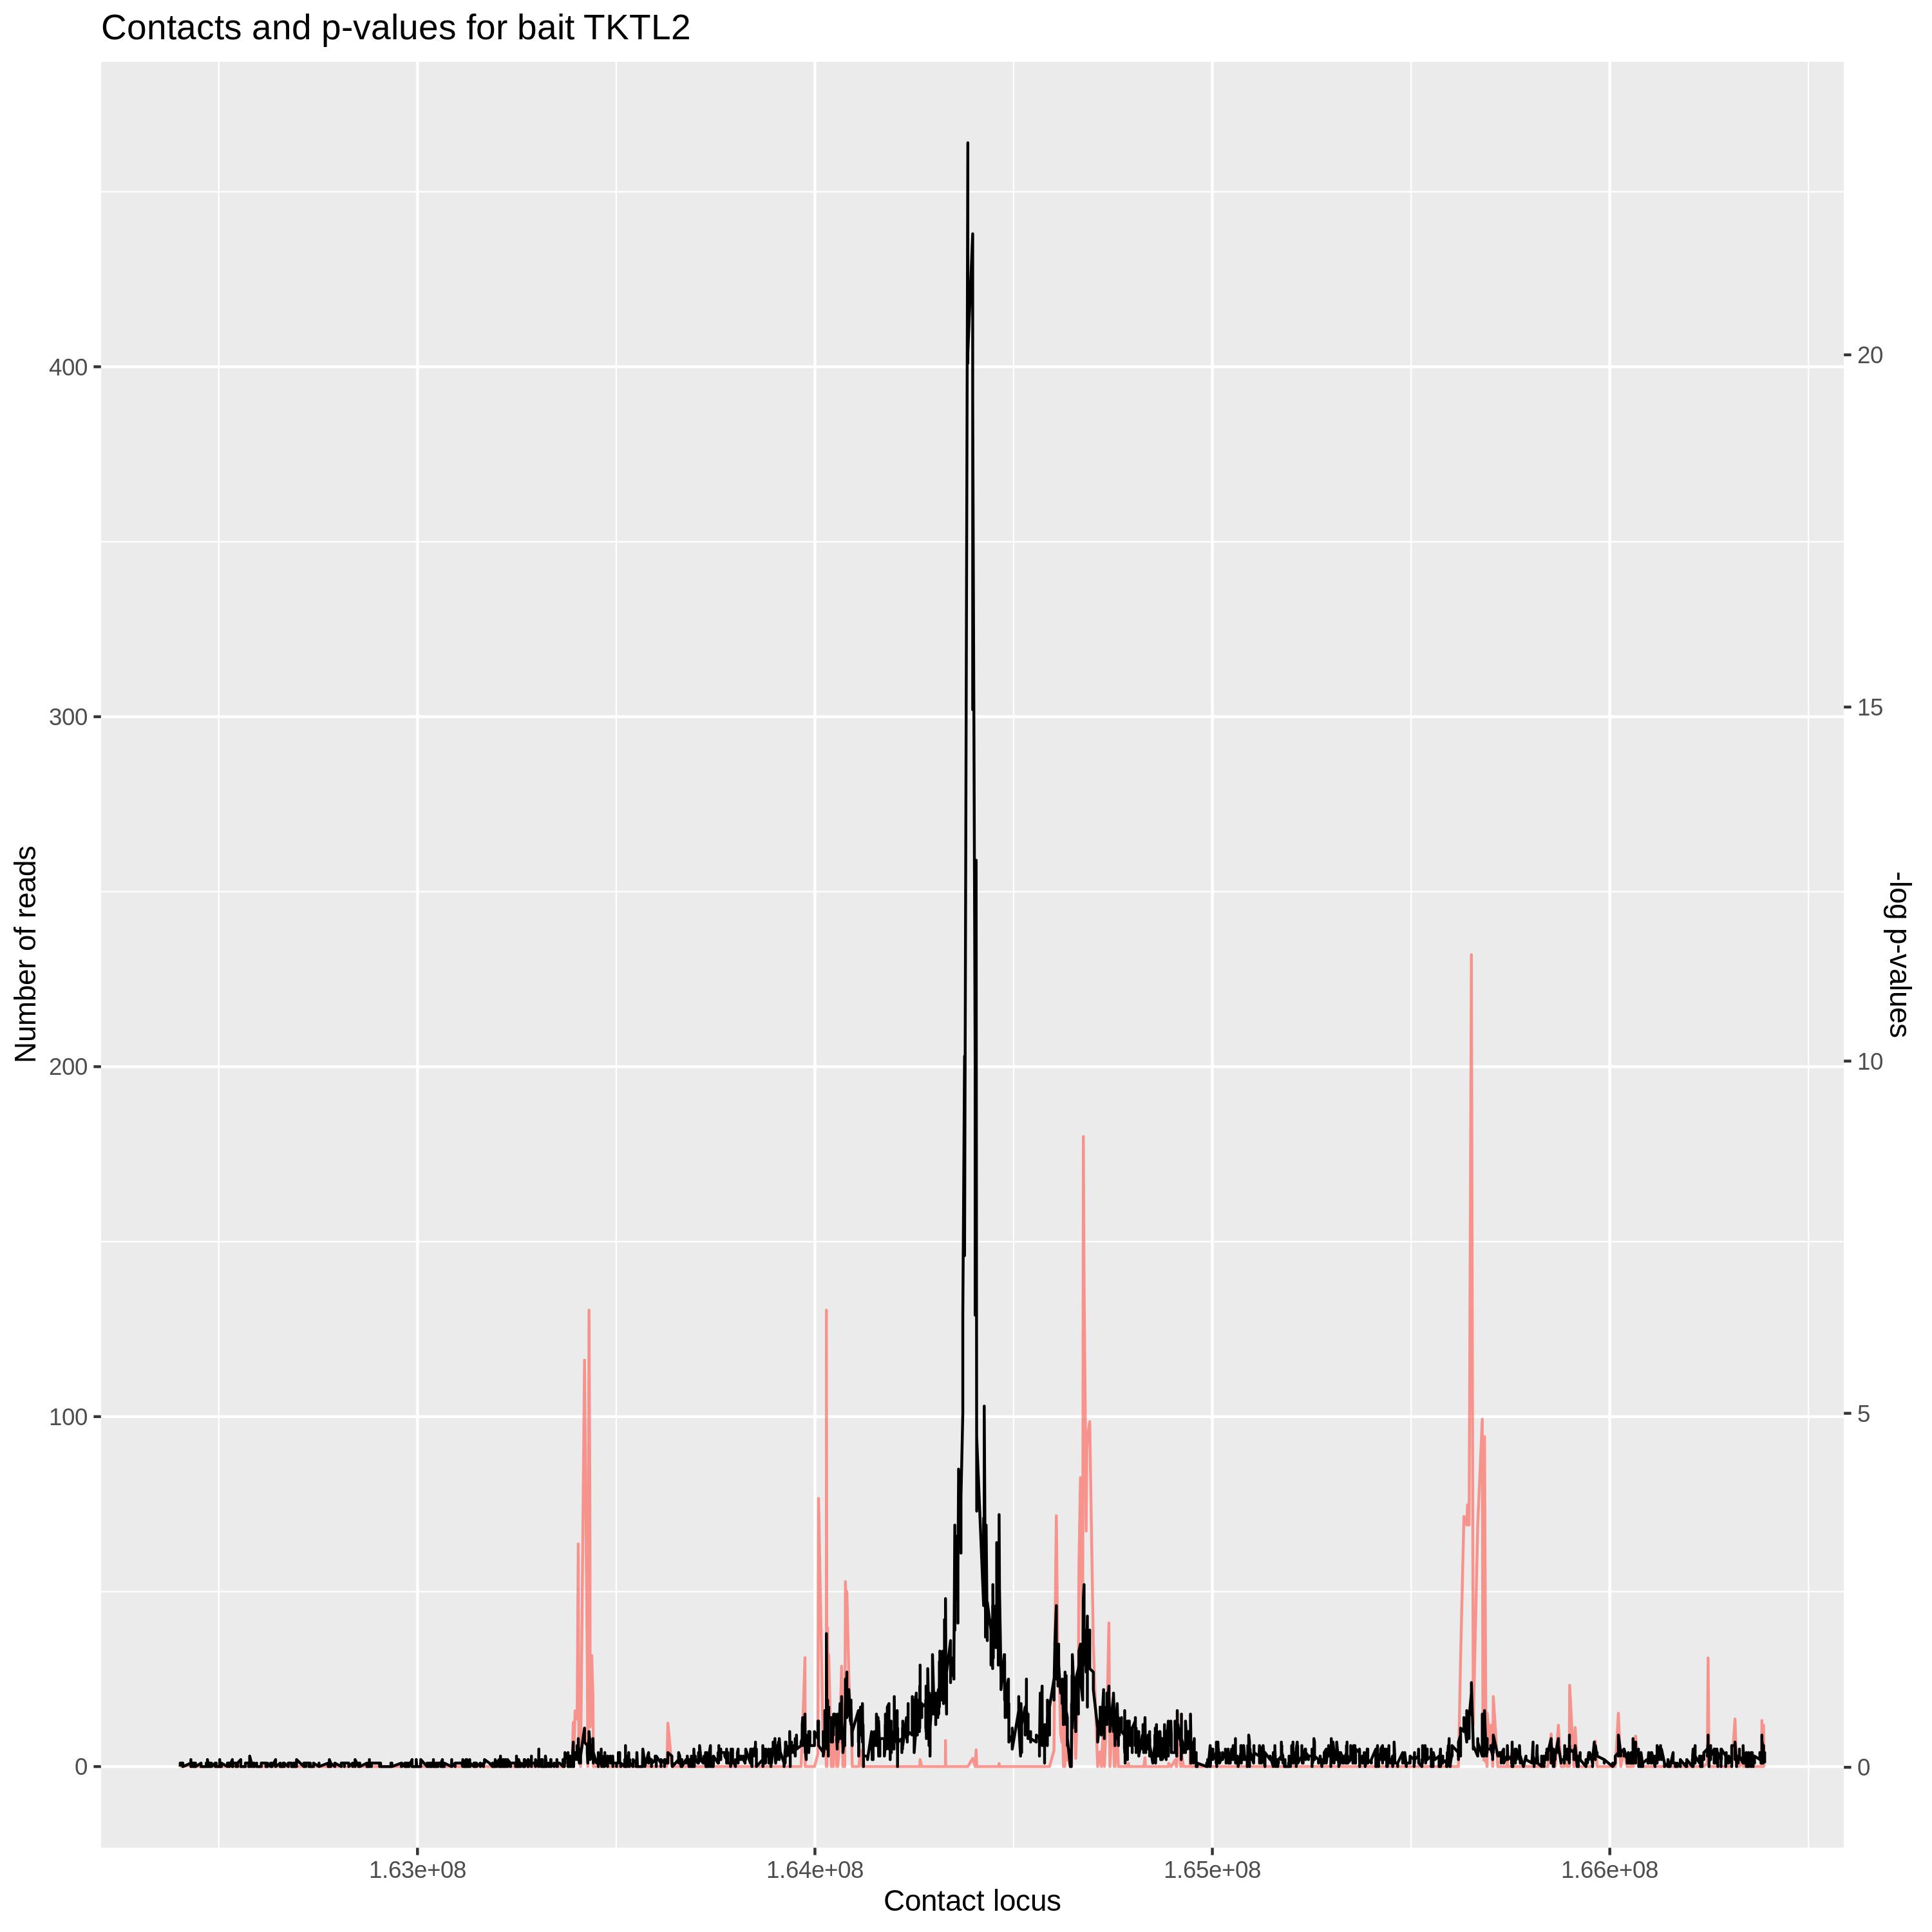 Contacts and p-values for bait TKTL2
Number of reads
400
300
200
100
0
20
15
10
5
0
-log p-values
1.63e+08
1.64e+08
1.65e+08
1.66e+08
Contact locus